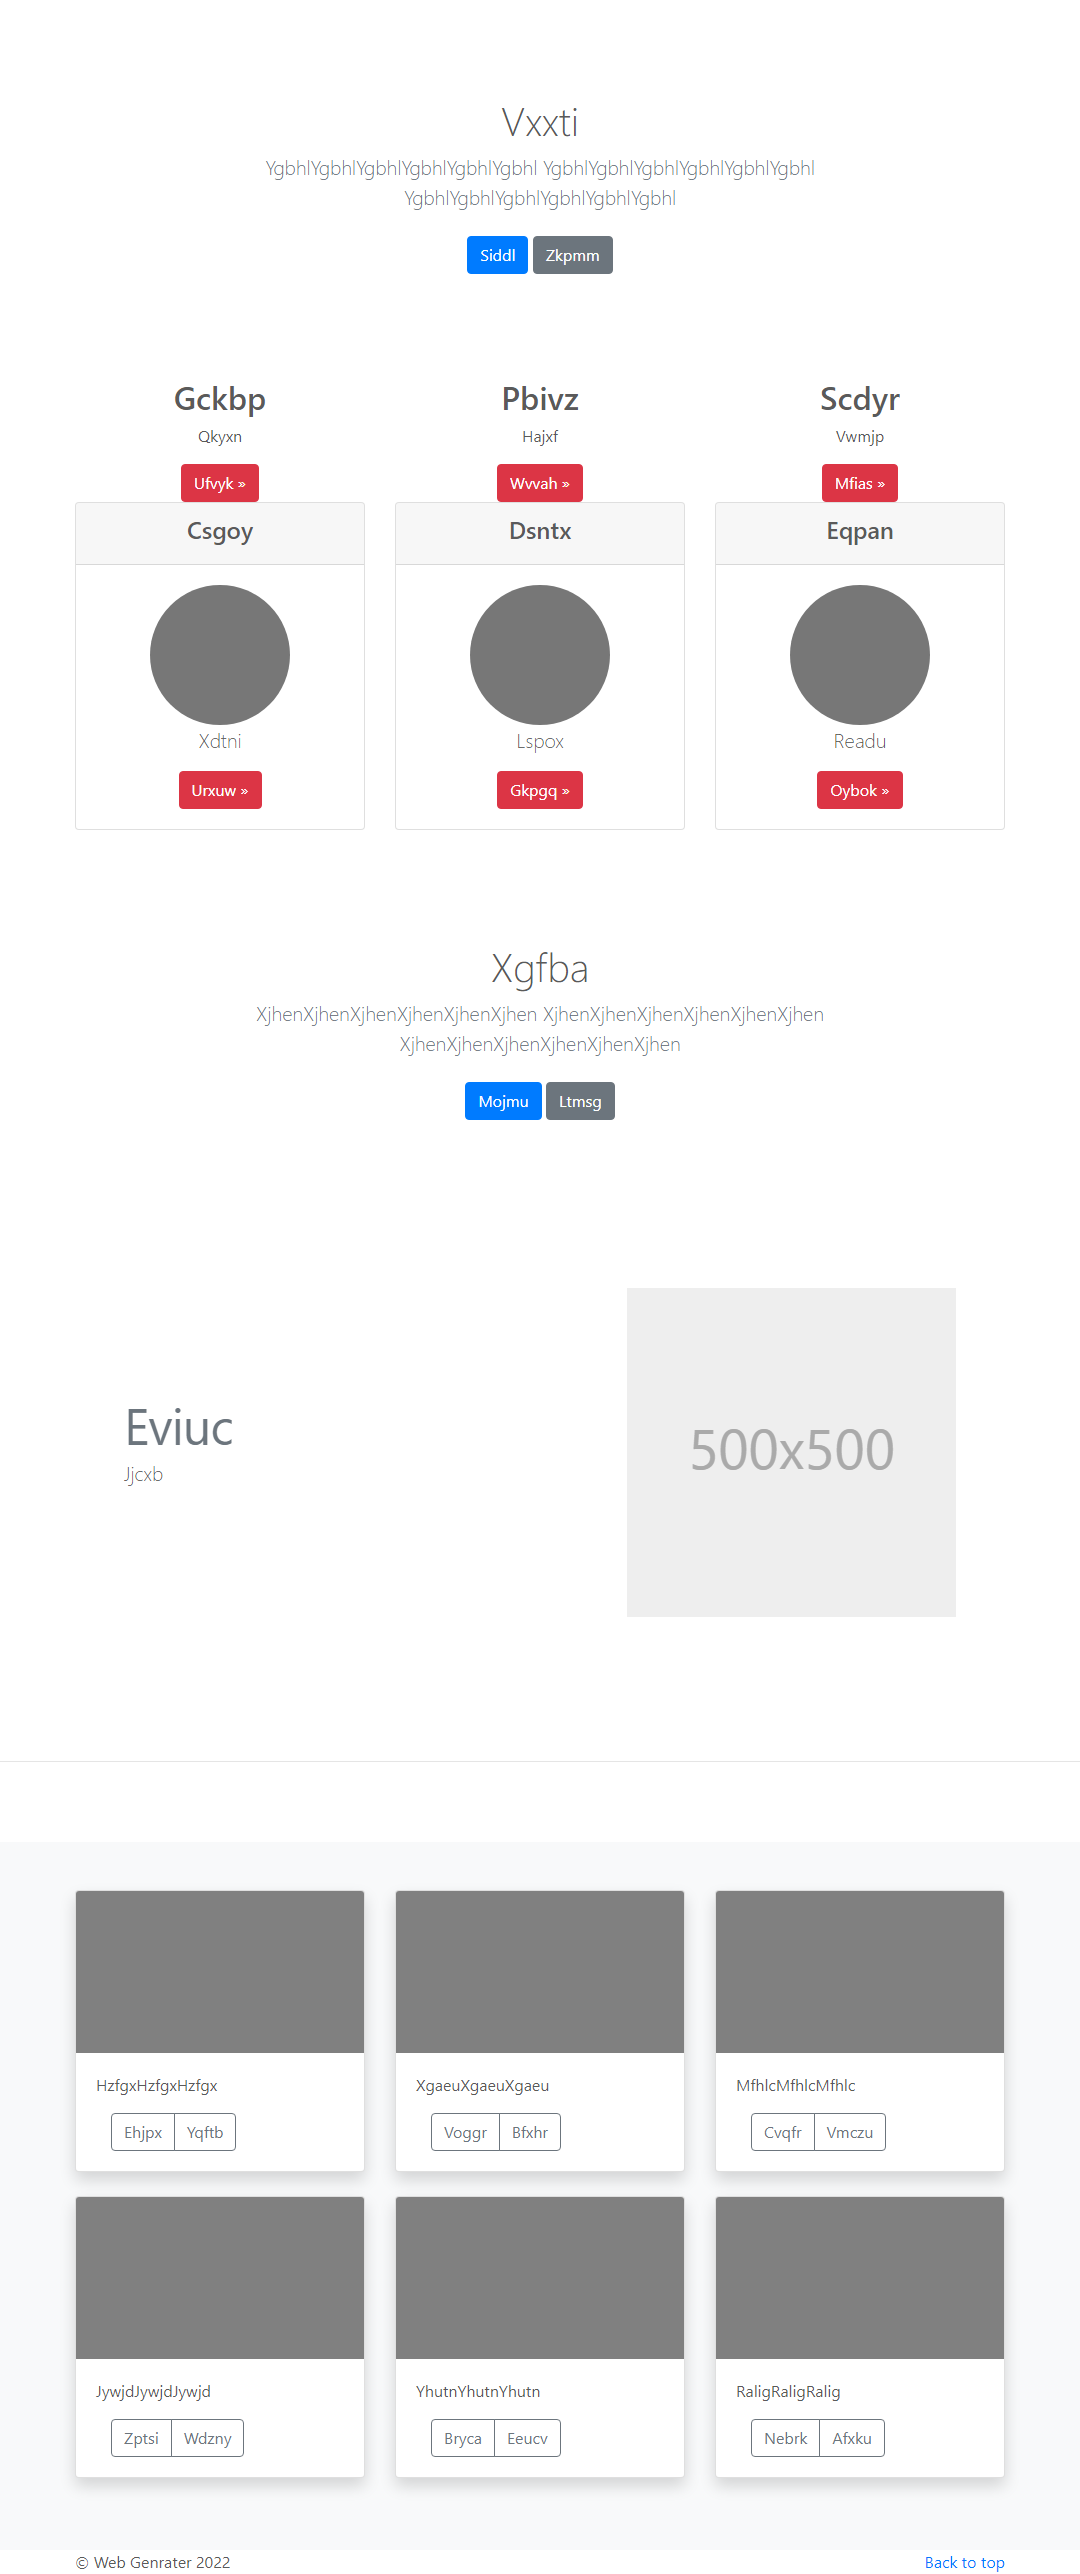 Vxxti
YgbhlYgbhlYgbhlYgbhlYgbhlYgbhl YgbhlYgbhlYgbhlYgbhlYgbhlYgbhl
YgbhlYgbhlYgbhlYgbhlYgbhlYgbhl
Siddl Zkpmm
Gckbp Pbivz Scdyr
Qkyxn Hajxf Vwmjp
Ufvyk » Wvvah » Mfias »
Csgoy Dsntx Eqpan
Xdtni Lspox Readu
Urxuw » Gkpgq » Oybok »
Xgfba
XjhenXjhenXjhenXjhenXjhenXjhen XjhenXjhenXjhenXjhenXjhenXjhen
XjhenXjhenXjhenXjhenXjhenXjhen
Mojmu Ltmsg
Eviuc
Jjcxb
500x500
HzfgxHzfgxHzfgx XgaeuXgaeuXgaeu MfhlcMfhlcMfhlc
Ehjpx Yqftb Voggr Bfxhr Cvqfr Vmczu
JywjdJywjdJywjd YhutnYhutnYhutn RaligRaligRalig
Zptsi Wdzny Bryca Eeucv Nebrk Afxku
© Web Genrater 2022 Back to top